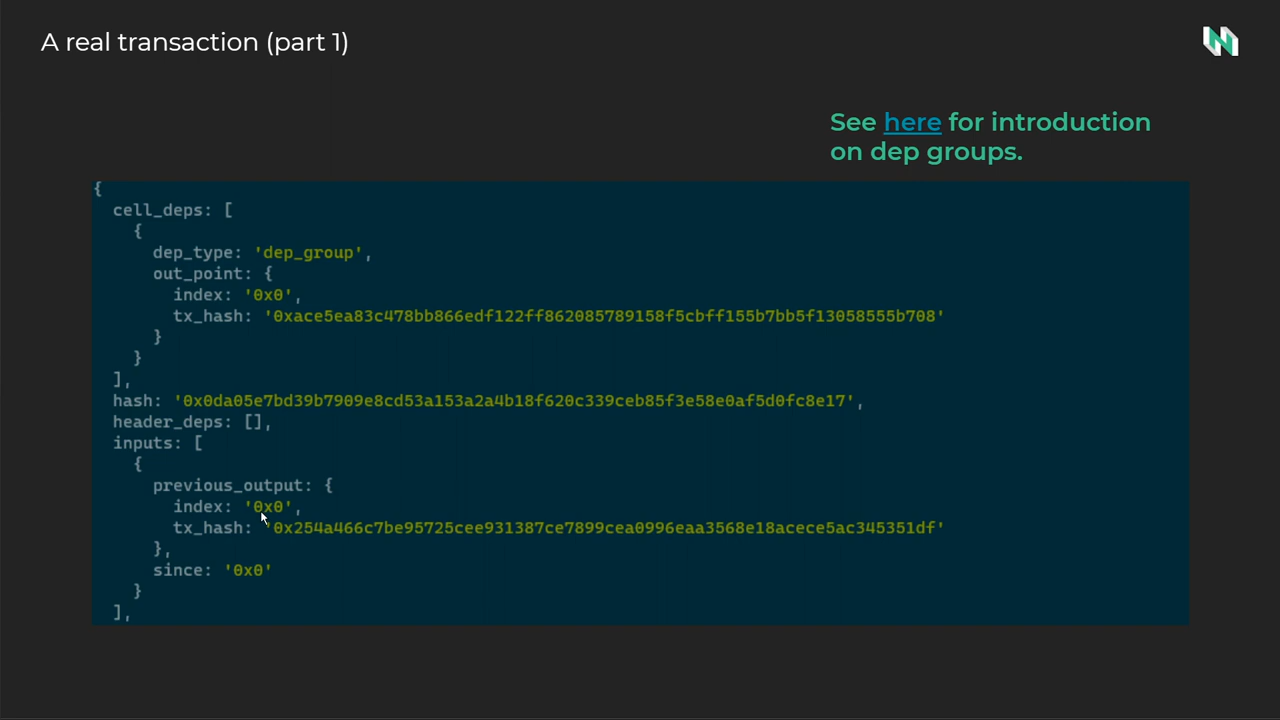 A real transaction (part 1)
See here for introduction
on dep groups.
{
cell_deps: [
{
dep_type: 'dep_group',
out_point: {
index: '0x0',
tx_hash: '0xace5ea83c478bb866edf122ff862085789158f5cbff155b7bb5f13058555b708'
}
}
],
hash: '0x0da05e7bd39b7909e8cd53a153a2a4b18f620c339ceb85f3e58e0af5d0fc8e17',
header_deps: [],
inputs: [
{
previous_output: {
index: '0x0',
tx_hash: '0x254a466c7be95725cee931387ce7899cea0996eaa3568e18acece5ac345351df'
},
since: '0x0'
}
],